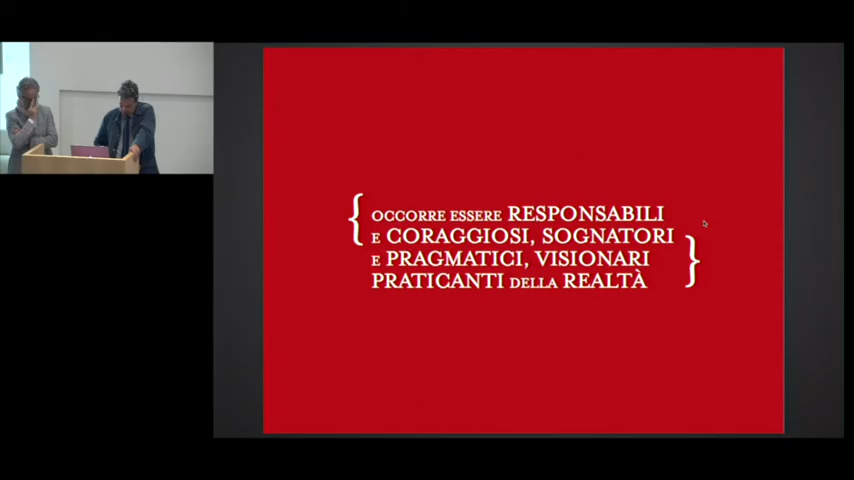 { OCCORRE ESSERE RESPONSABILI
E CORAGGIOSI, SOGNATORI
E PRAGMATICI, VISIONARI
PRATICANTI DELLA REALTÀ }